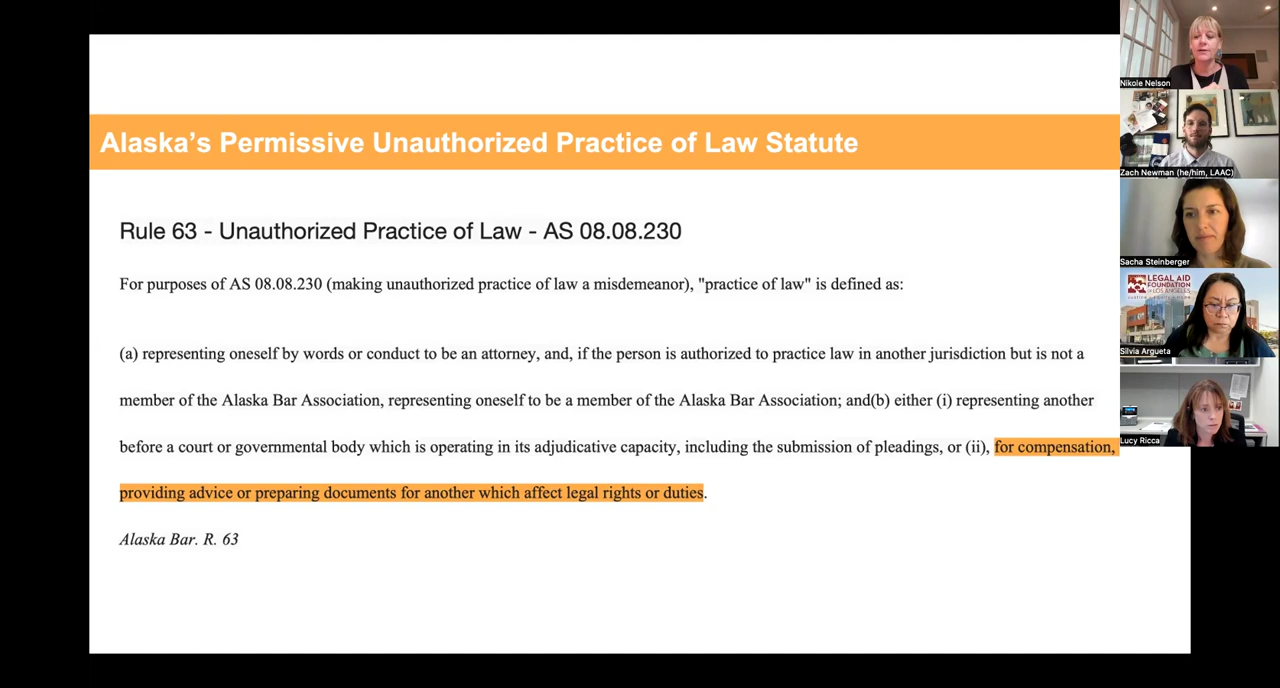 Alaska's Permissive Unauthorized Practice of Law Statute
Rule 63 - Unauthorized Practice of Law - AS 08.08.230
For purposes of AS 08.08.230 (making unauthorized practice of law a misdemeanor), "practice of law" is defined as:
(a) representing oneself by words or conduct to be an attorney, and, if the person is authorized to practice law in another jurisdiction but is not a
member of the Alaska Bar Association, representing oneself to be a member of the Alaska Bar Association; and(b) either (i) representing another
before a court or governmental body which is operating in its adjudicative capacity, including the submission of pleadings, or (ii), for compensation,
providing advice or preparing documents for another which affect legal rights or duties.
Alaska Bar. R. 63
Nikole Nelson
Zach Newman (he/him, LAAC)
Sacha Steinberger
LEGAL AID
FOUNDATION
OF LOS ANGELES
Silvia Argueta
Lucy Ricca